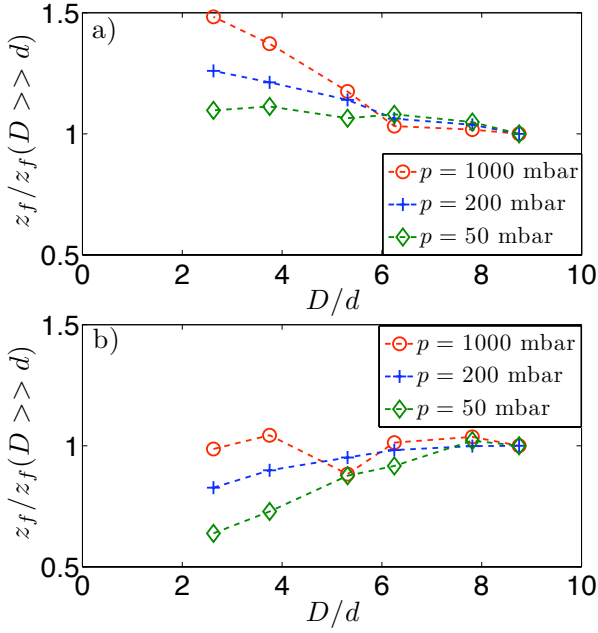 1.5
a)
1
0.5
z_f/z_f(D >> d)
p = 1000 mbar
p = 200 mbar
p = 50 mbar
0 2 4 6 8 10
D/d
1.5
b)
1
0.5
z_f/z_f(D >> d)
p = 1000 mbar
p = 200 mbar
p = 50 mbar
0 2 4 6 8 10
D/d